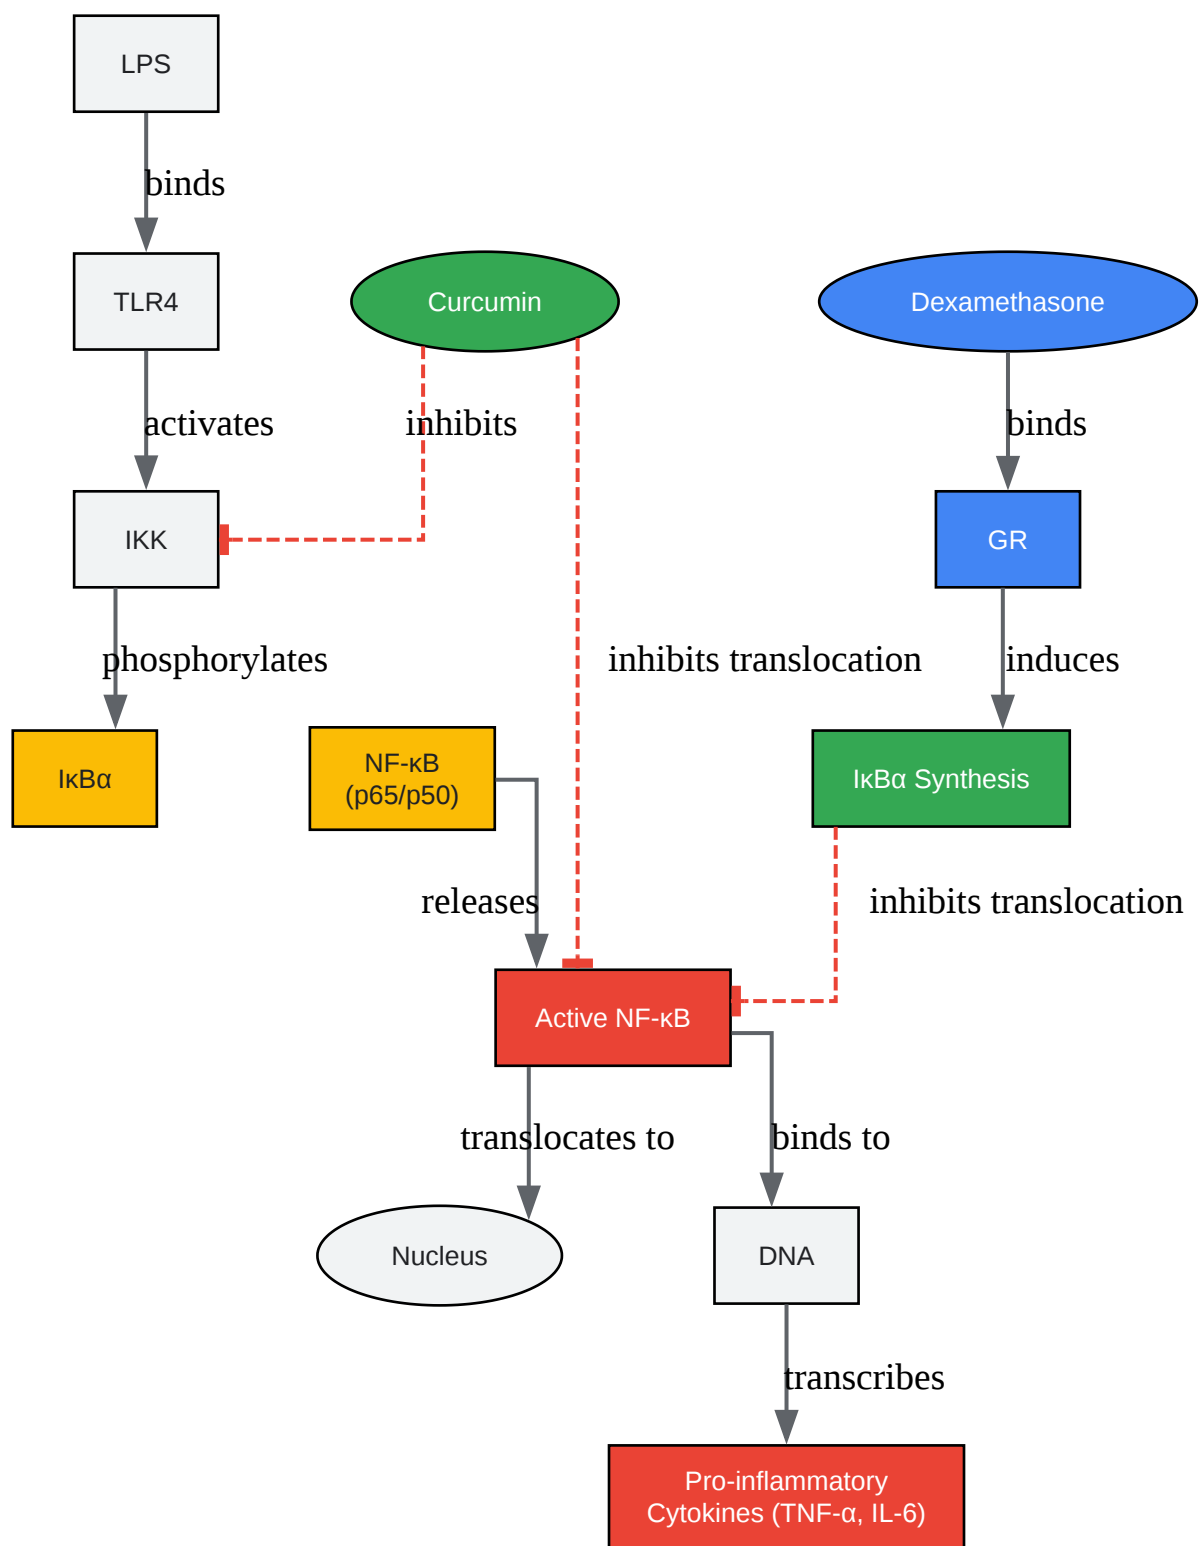 LPS
binds
TLR4
Curcumin
Dexamethasone
activates
inhibits
binds
IKK
GR
phosphorylates
inhibits translocation
induces
IκBα
NF-κB
(p65/p50)
IκBα Synthesis
releases
inhibits translocation
Active NF-κB
translocates to
binds to
Nucleus
DNA
transcribes
Pro-inflammatory
Cytokines (TNF-α, IL-6)